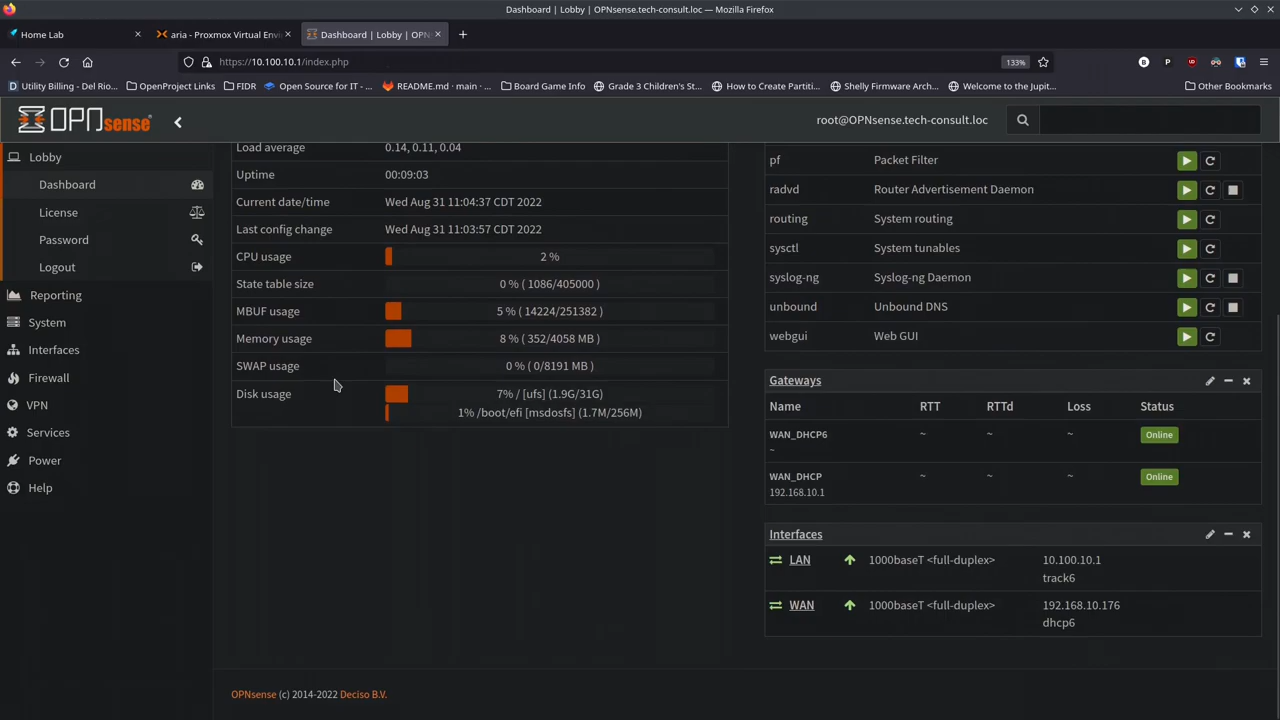 Dashboard | Lobby | OPNsense.tech-consult.loc — Mozilla Firefox
Home Lab
aria - Proxmox Virtual Envi
Dashboard | Lobby | OPN
https://10.100.10.1/index.php
133%
Utility Billing - Del Rio...
OpenProject Links
FIDR
Open Source for IT - ...
README.md · main · ...
Board Game Info
Grade 3 Children's St...
How to Create Partiti...
Shelly Firmware Arch...
Welcome to the Jupit...
Other Bookmarks
OPNsense
root@OPNsense.tech-consult.loc
Lobby
Dashboard
License
Password
Logout
Reporting
System
Interfaces
Firewall
VPN
Services
Power
Help
Load average 0.14, 0.11, 0.04
Uptime 00:09:03
Current date/time Wed Aug 31 11:04:37 CDT 2022
Last config change Wed Aug 31 11:03:57 CDT 2022
CPU usage 2 %
State table size 0 % ( 1086/405000 )
MBUF usage 5 % ( 14224/251382 )
Memory usage 8 % ( 352/4058 MB )
SWAP usage 0 % ( 0/8191 MB )
Disk usage 7% / [ufs] (1.9G/31G)
1% /boot/efi [msdosfs] (1.7M/256M)
pf Packet Filter
radvd Router Advertisement Daemon
routing System routing
sysctl System tunables
syslog-ng Syslog-ng Daemon
unbound Unbound DNS
webgui Web GUI
Gateways
Name RTT RTTd Loss Status
WAN_DHCP6 ~ ~ ~ Online
~
WAN_DHCP ~ ~ ~ Online
192.168.10.1
Interfaces
LAN 1000baseT <full-duplex> 10.100.10.1
track6
WAN 1000baseT <full-duplex> 192.168.10.176
dhcp6
OPNsense (c) 2014-2022 Deciso B.V.